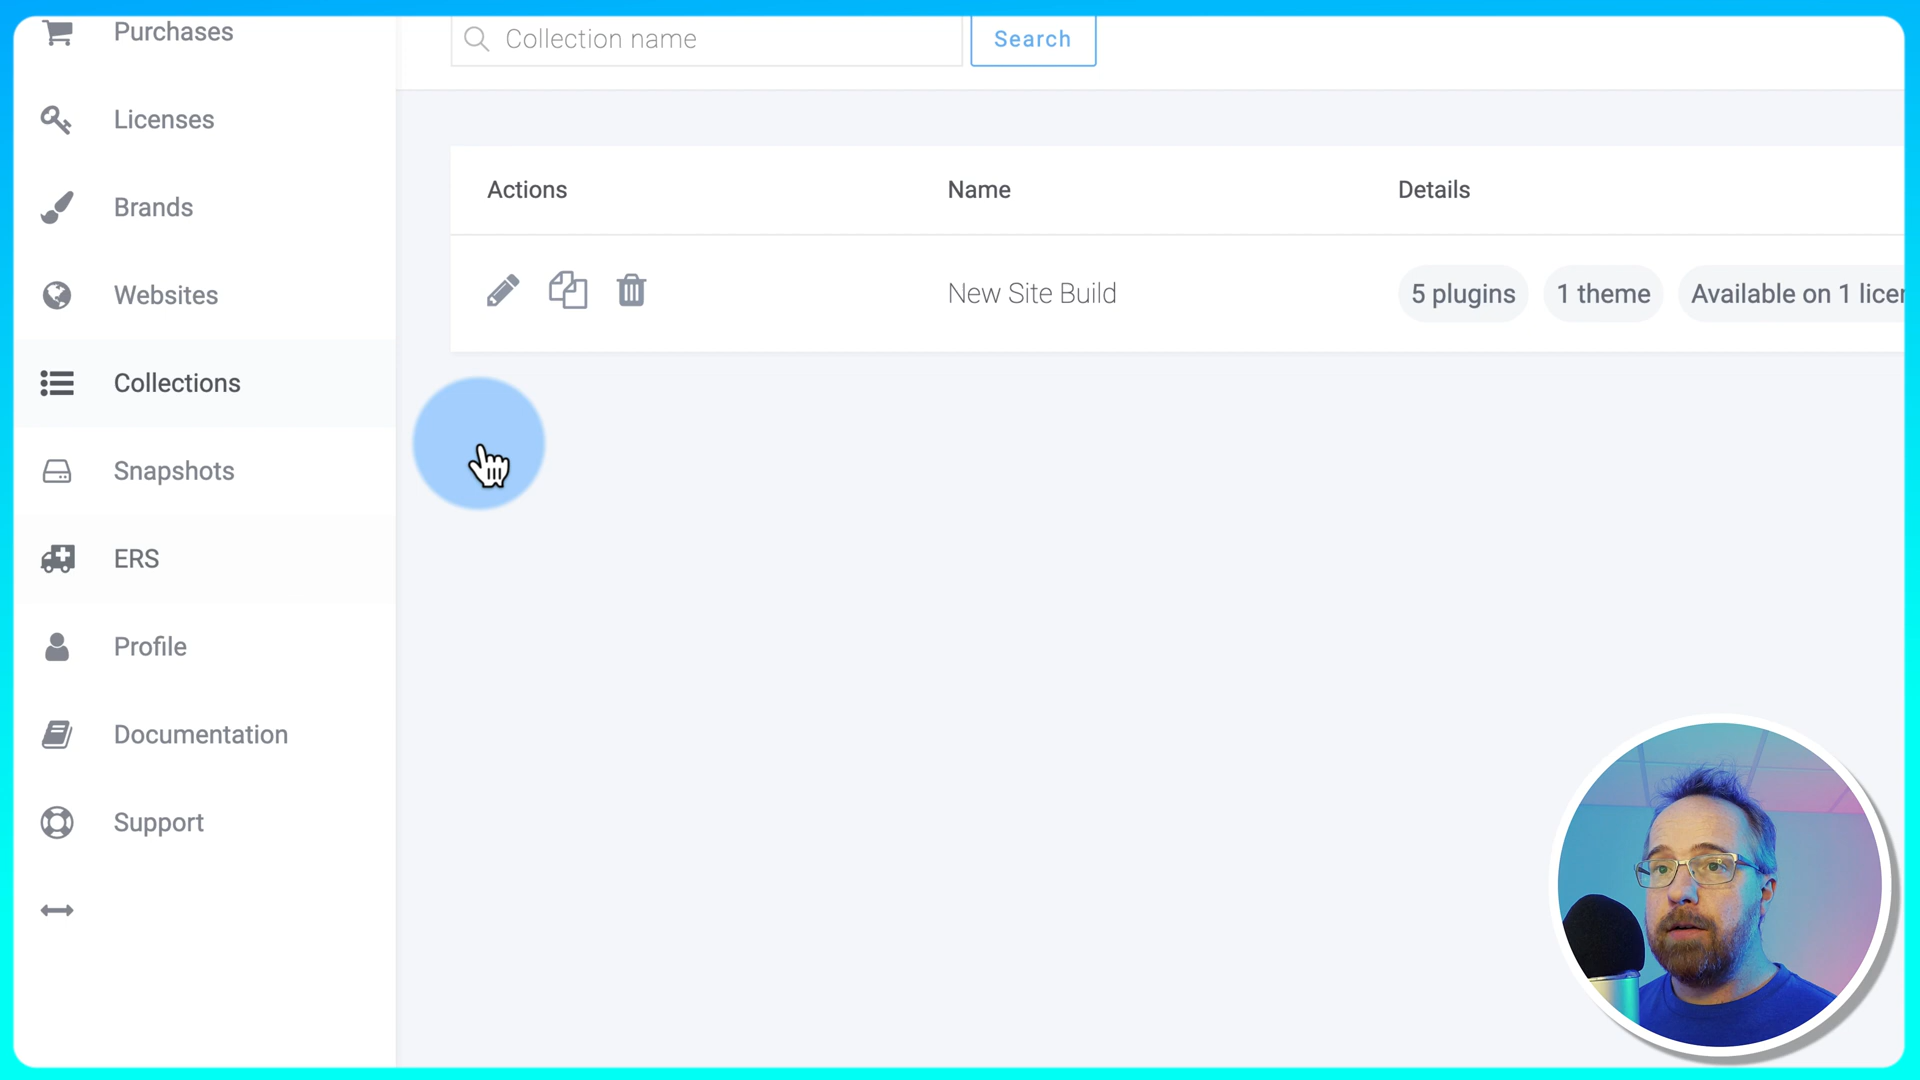 Purchases
Collection name
Search
Licenses
Brands
Websites
Collections
Snapshots
ERS
Profile
Documentation
Support
Actions
Name
Details
New Site Build
5 plugins
1 theme
Available on 1